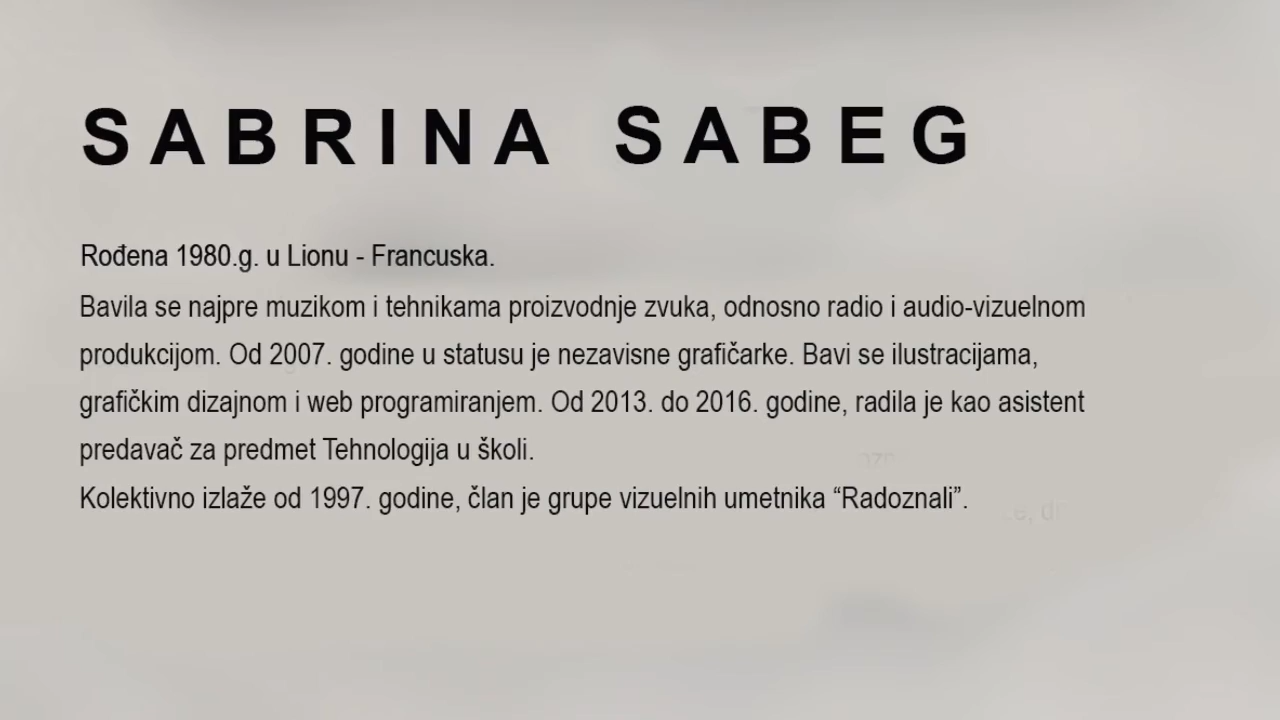 SABRINA SABEG
Rođena 1980.g. u Lionu - Francuska.
Bavila se najpre muzikom i tehnikama proizvodnje zvuka, odnosno radio i audio-vizuelnom
produkcijom. Od 2007. godine u statusu je nezavisne grafičarke. Bavi se ilustracijama,
grafičkim dizajnom i web programiranjem. Od 2013. do 2016. godine, radila je kao asistent
predavač za predmet Tehnologija u školi.
Kolektivno izlaže od 1997. godine, član je grupe vizuelnih umetnika “Radoznali”.